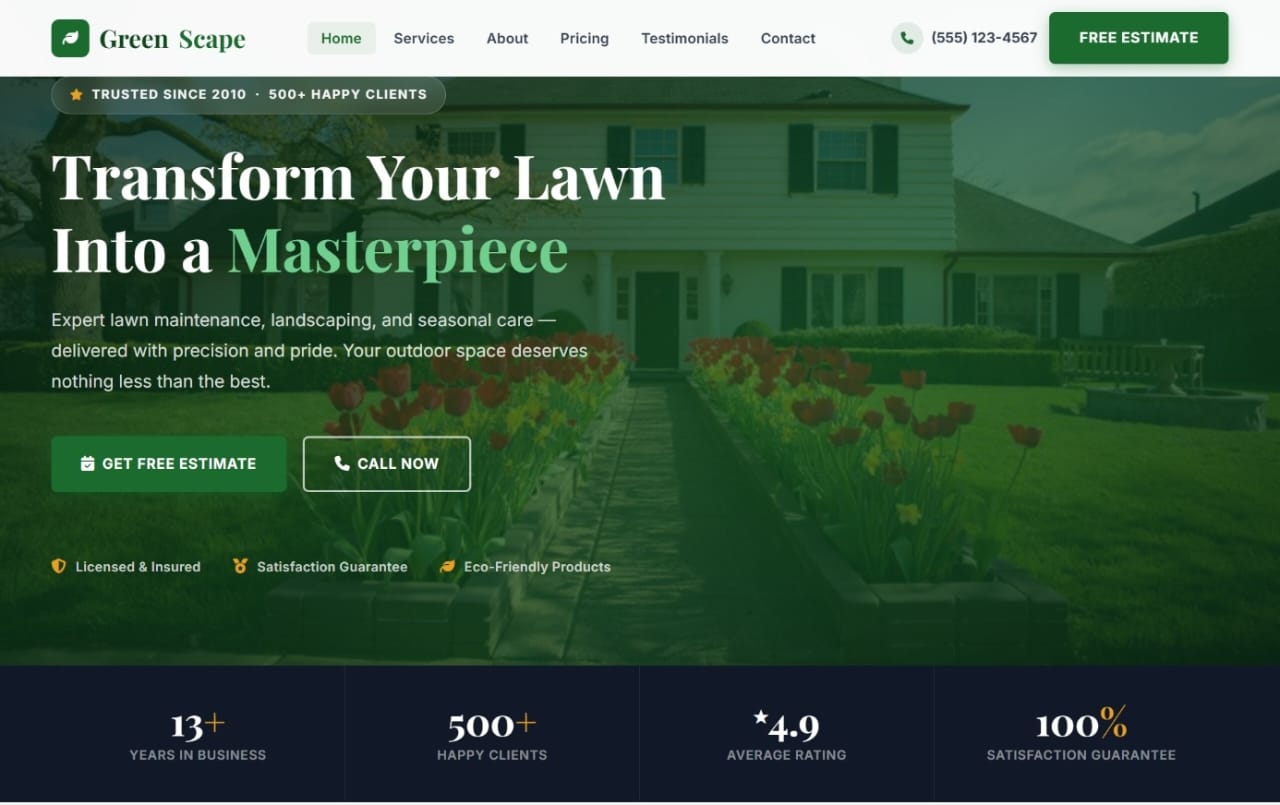 Green Scape
Home Services About Pricing Testimonials Contact
(555) 123-4567
FREE ESTIMATE
TRUSTED SINCE 2010 · 500+ HAPPY CLIENTS
Transform Your Lawn
Into a Masterpiece
Expert lawn maintenance, landscaping, and seasonal care —
delivered with precision and pride. Your outdoor space deserves
nothing less than the best.
GET FREE ESTIMATE
CALL NOW
Licensed & Insured
Satisfaction Guarantee
Eco-Friendly Products
13+
YEARS IN BUSINESS
500+
HAPPY CLIENTS
★4.9
AVERAGE RATING
100%
SATISFACTION GUARANTEE